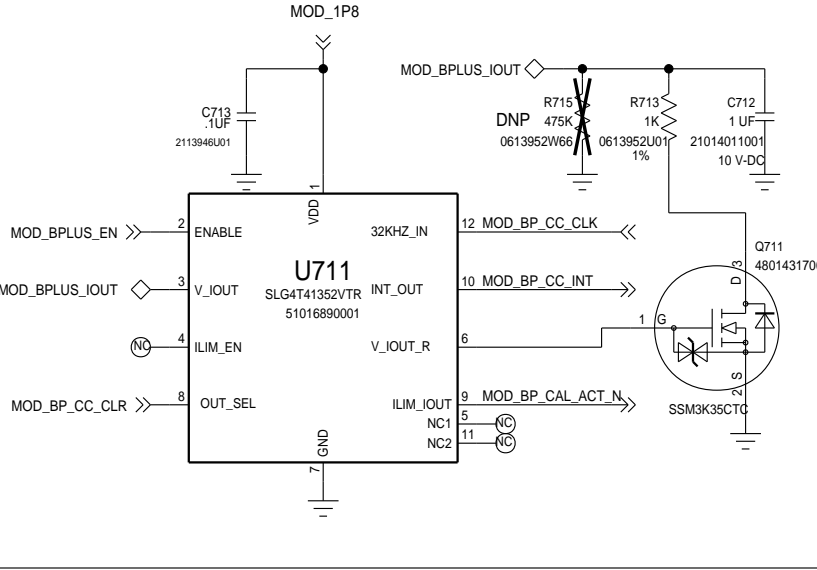 MOD_1P8
MOD_BPLUS_IOUT
C713
.1UF
2113946U01
DNP
R715
475K
0613952W66
R713
1K
0613952U01
1%
C712
1 UF
21014011001
10 V-DC
VDD
1
MOD_BPLUS_EN
2
ENABLE
32KHZ_IN
12
MOD_BP_CC_CLK
U711
SLG4T41352VTR
51016890001
MOD_BPLUS_IOUT
3
V_IOUT
INT_OUT
10
MOD_BP_CC_INT
NC
4
ILIM_EN
V_IOUT_R
6
MOD_BP_CC_CLR
8
OUT_SEL
ILIM_IOUT
9
MOD_BP_CAL_ACT_N
NC1
5
NC
NC2
11
NC
GND
7
Q711
480143170
3
D
1
G
S
2
SSM3K35CTC